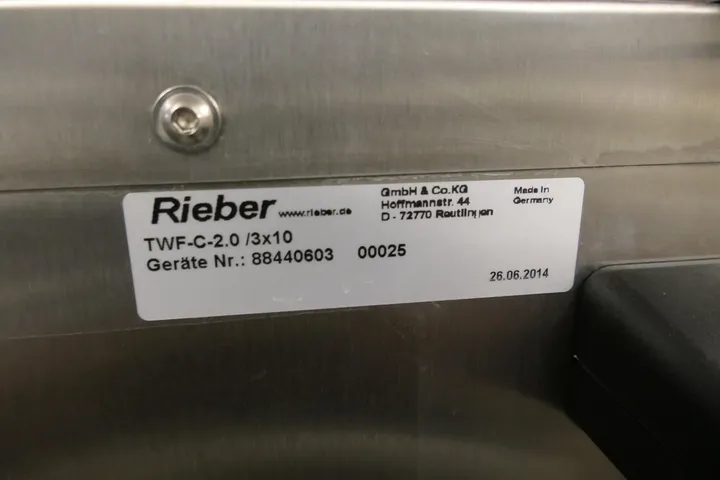 Rieber www.rieber.de
GmbH & Co.KG
Hoffmannstr. 44
D - 72770 Reutlingen
Made in
Germany
TWF-C-2.0 /3x10
Geräte Nr.: 88440603 00025
26.06.2014